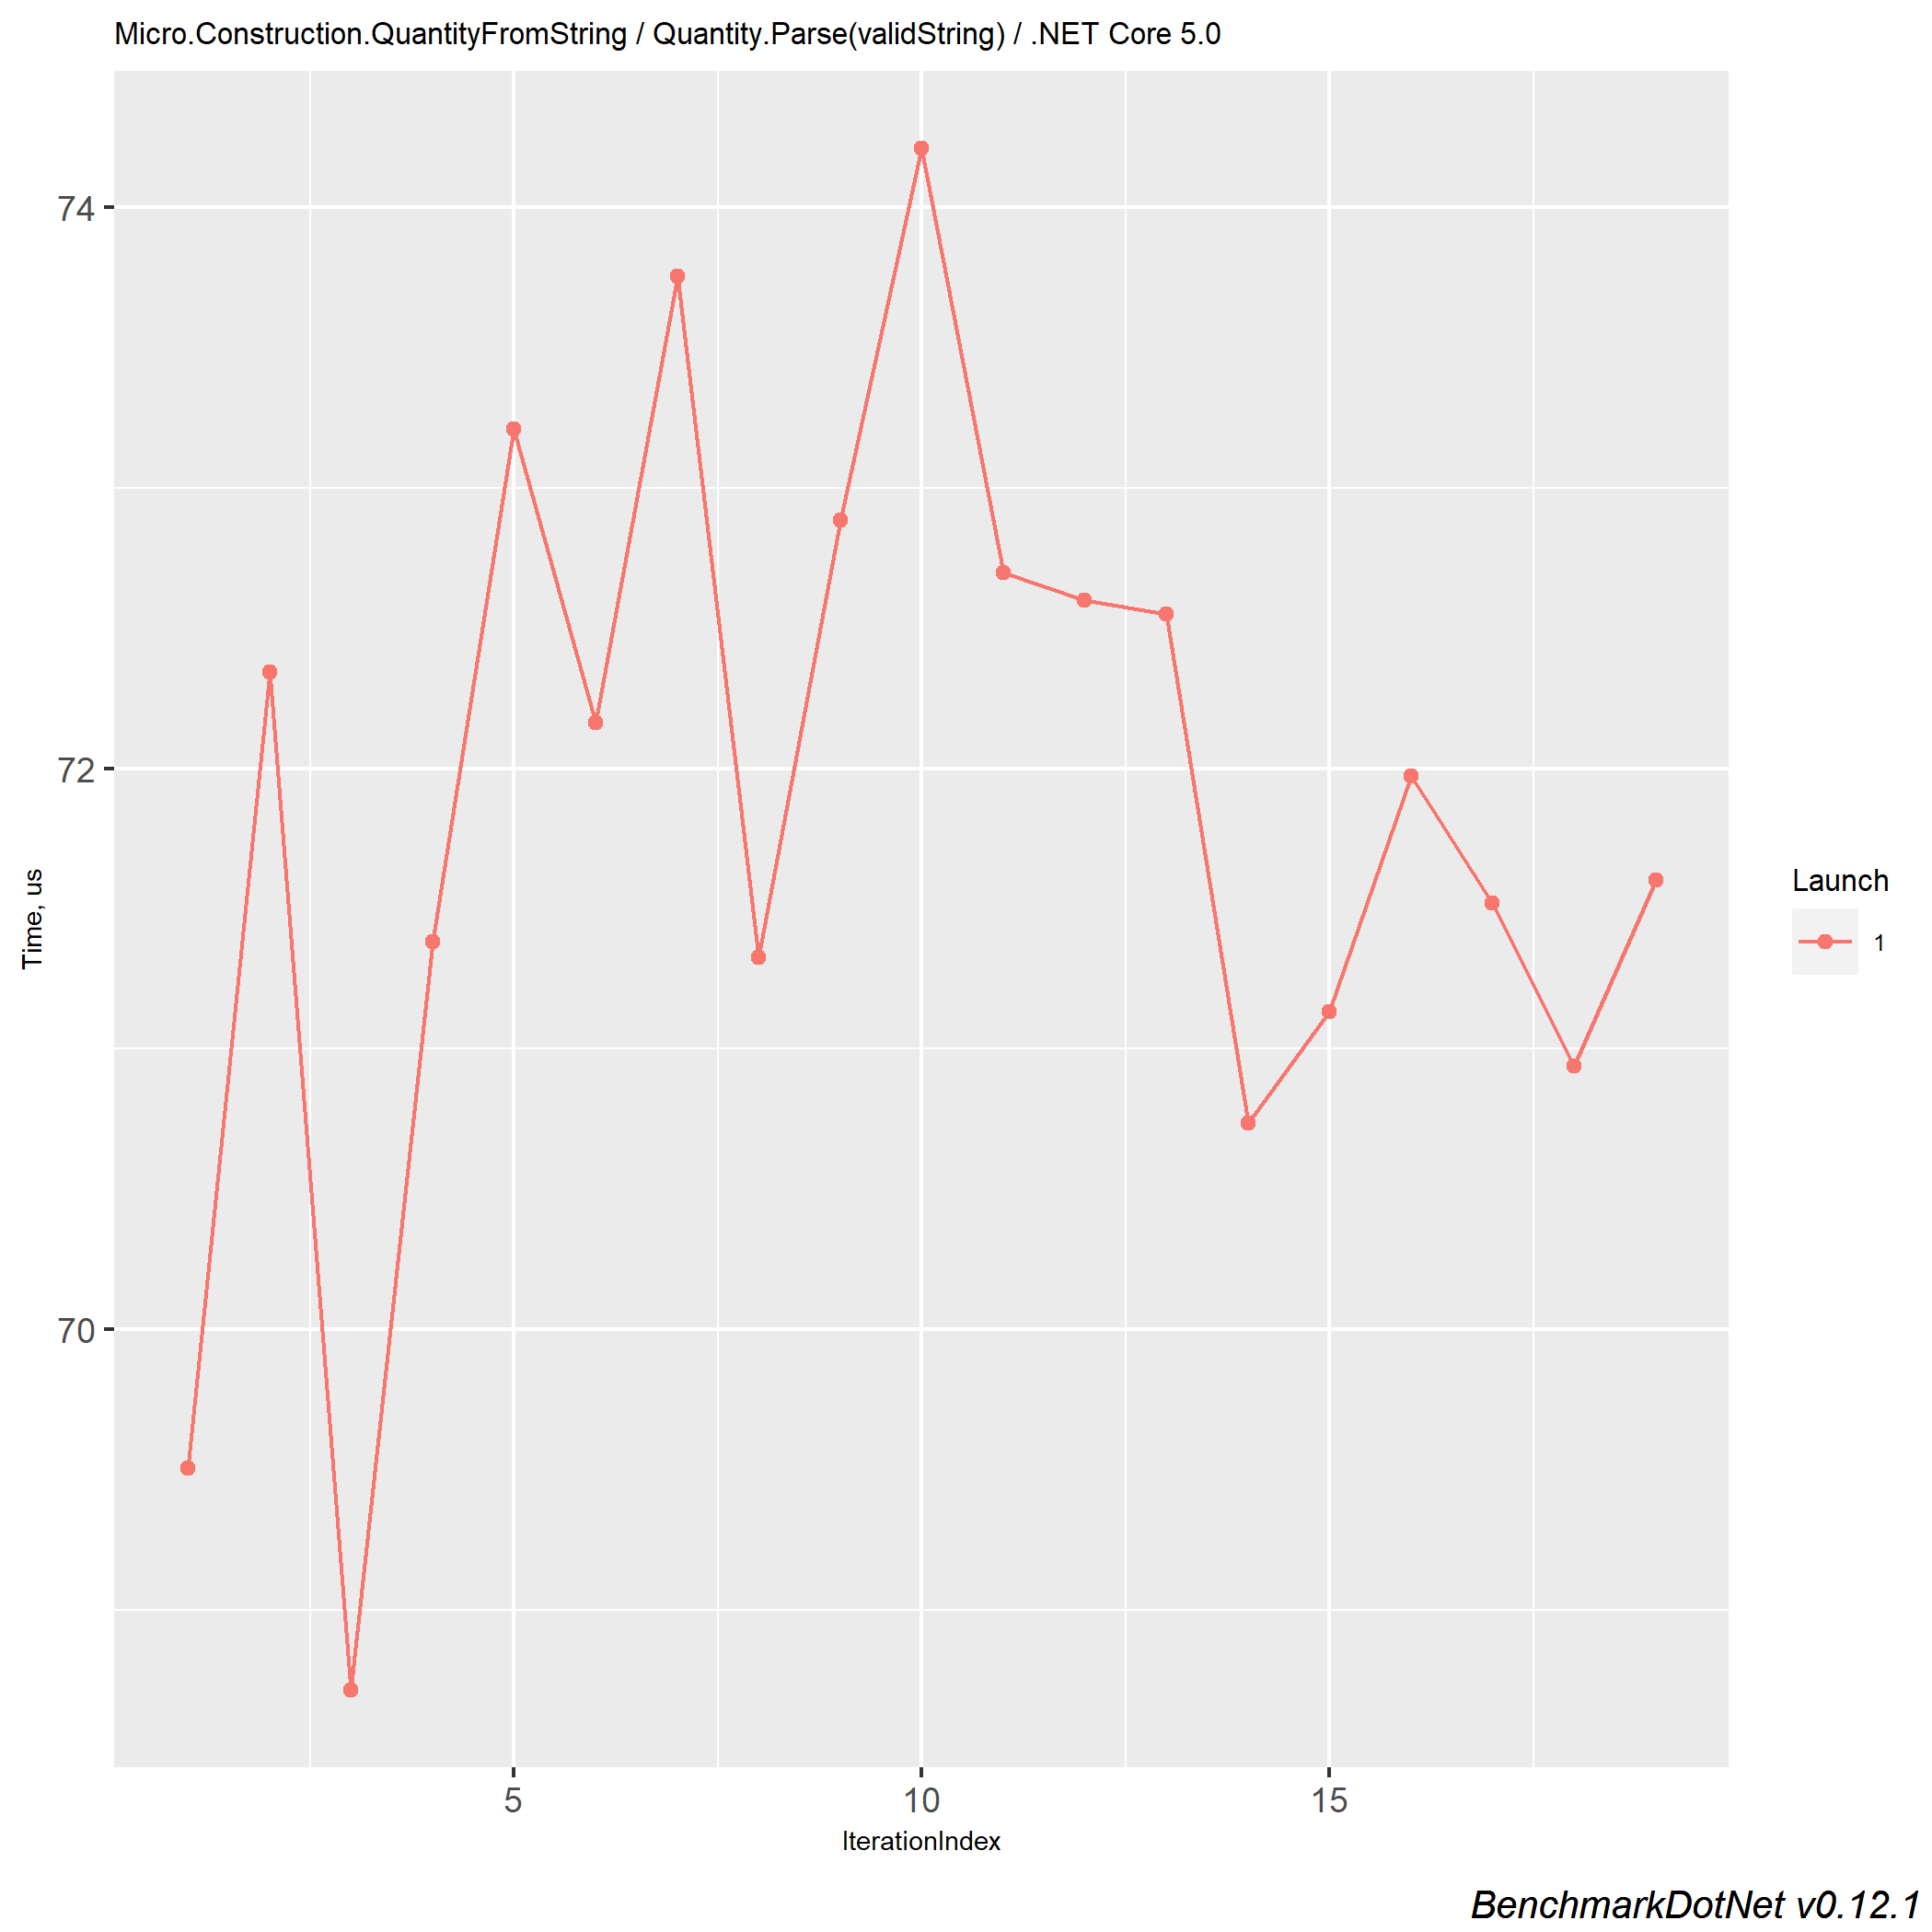 Micro.Construction.QuantityFromString / Quantity.Parse(validString) / .NET Core 5.0
74
72
70
Time, us
5 10 15
IterationIndex
Launch
1
BenchmarkDotNet v0.12.1